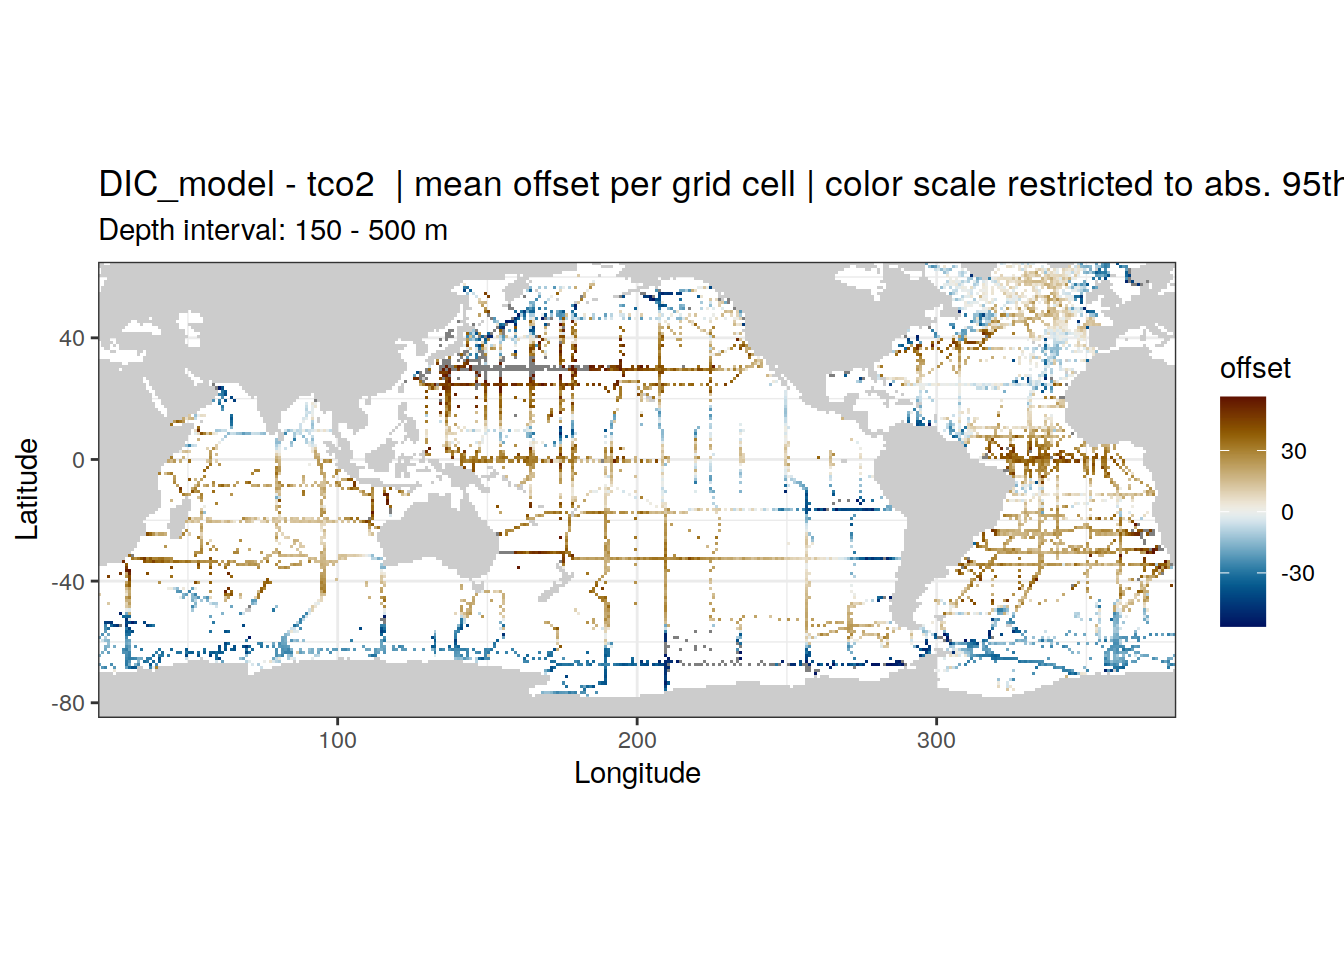 DIC_model - tco2 | mean offset per grid cell | color scale restricted to abs. 95th
Depth interval: 150 - 500 m
40
0
-40
-80
Latitude
100
200
300
Longitude
offset
30
0
-30